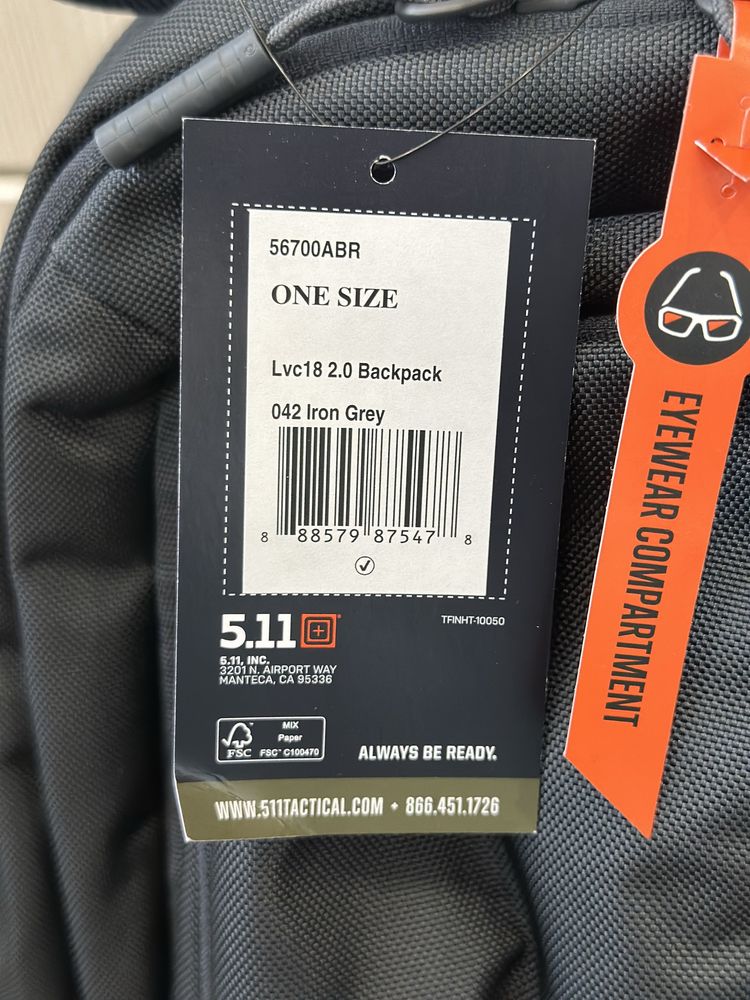 56700ABR
ONE SIZE
Lvc18 2.0 Backpack
042 Iron Grey
8 88579 87547 8
5.11
TFINHT-10050
5.11, INC.
3201 N. AIRPORT WAY
MANTECA, CA 95336
FSC
MIX
Paper
FSC™ C100470
ALWAYS BE READY.
WWW.511TACTICAL.COM • 866.451.1726
EYEWEAR COMPARTMENT